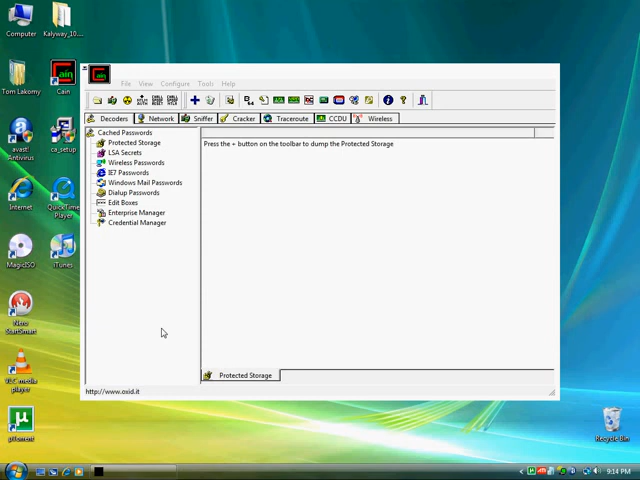 Computer
Kalyway_10....
Tom Lakomy
Cain
avast!
Antivirus
ca_setup
Internet
QuickTime
Player
MagicISO
iTunes
Nero
StartSmart
VLC media
player
µTorrent
Recycle Bin
Cain
File View Configure Tools Help
Decoders Network Sniffer Cracker Traceroute CCDU Wireless
Cached Passwords
Protected Storage
LSA Secrets
Wireless Passwords
IE7 Passwords
Windows Mail Passwords
Dialup Passwords
Edit Boxes
Enterprise Manager
Credential Manager
Press the + button on the toolbar to dump the Protected Storage
Protected Storage
http://www.oxid.it
9:14 PM